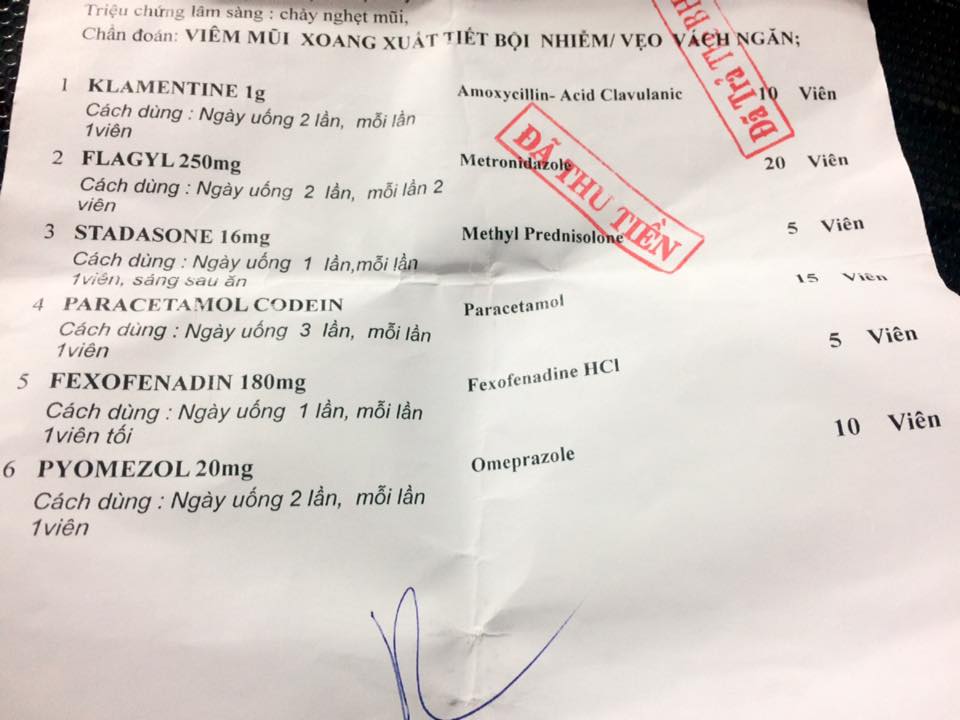 Triệu chứng lâm sàng : chảy nghẹt mũi,
Chẩn đoán: VIÊM MŨI XOANG XUẤT TIẾT BỘI NHIỄM/ VẸO VÁCH NGĂN;
Đã Trả Thẻ BH
1 KLAMENTINE 1g Amoxycillin- Acid Clavulanic 10 Viên
Cách dùng : Ngày uống 2 lần, mỗi lần
1viên
ĐÃ THU TIỀN
2 FLAGYL 250mg Metronidazole 20 Viên
Cách dùng : Ngày uống 2 lần, mỗi lần 2
viên
3 STADASONE 16mg Methyl Prednisolone 5 Viên
Cách dùng : Ngày uống 1 lần,mỗi lần
1viên, sáng sau ăn
4 PARACETAMOL CODEIN Paracetamol 15 Viên
Cách dùng : Ngày uống 3 lần, mỗi lần
1viên
5 FEXOFENADIN 180mg Fexofenadine HCl 5 Viên
Cách dùng : Ngày uống 1 lần, mỗi lần
1viên tối
6 PYOMEZOL 20mg Omeprazole 10 Viên
Cách dùng : Ngày uống 2 lần, mỗi lần
1viên